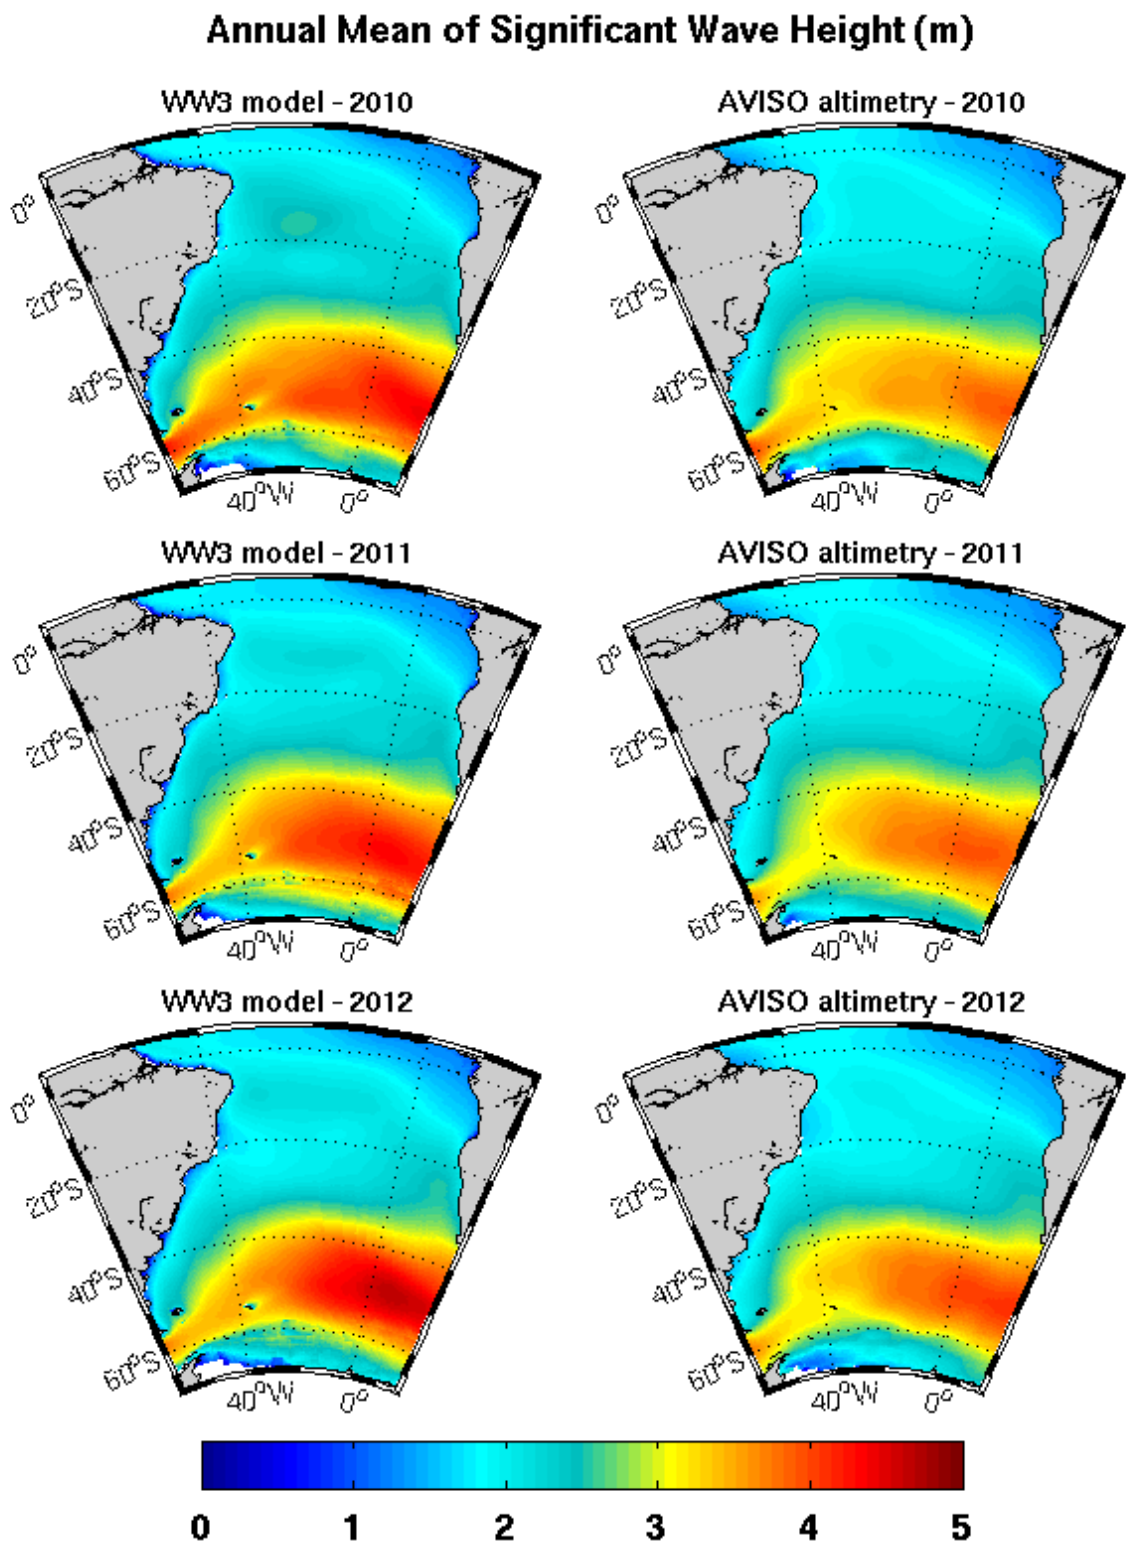 Annual Mean of Significant Wave Height (m)
WW3 model - 2010
AVISO altimetry - 2010
0°
20°S
40°S
60°S
40°W
0°
0°
20°S
40°S
60°S
40°W
0°
WW3 model - 2011
AVISO altimetry - 2011
0°
20°S
40°S
60°S
40°W
0°
0°
20°S
40°S
60°S
40°W
0°
WW3 model - 2012
AVISO altimetry - 2012
0°
20°S
40°S
60°S
40°W
0°
0°
20°S
40°S
60°S
40°W
0°
0 1 2 3 4 5